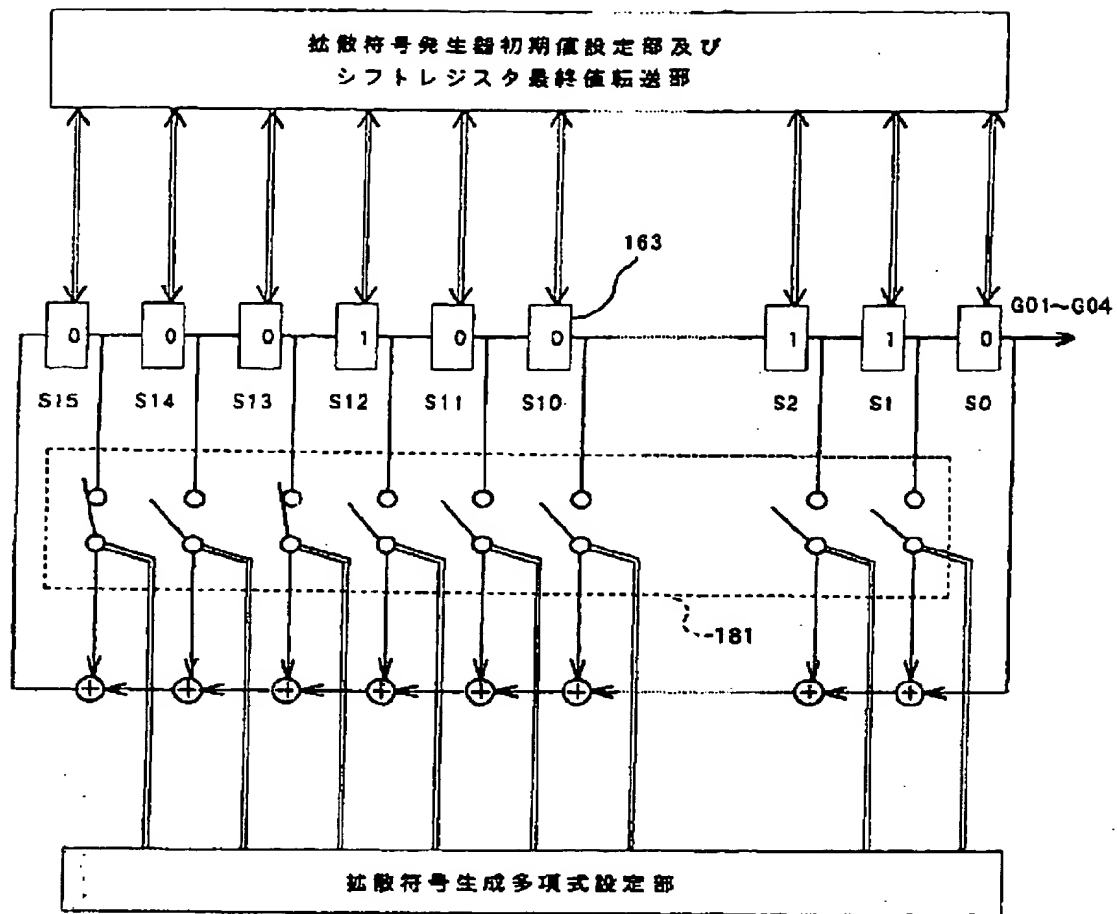 拡散符号発生器初期値設定部及び
シフトレジスタ最終値転送部
163
G01~G04
0 0 0 1 0 0 1 1 0
S15 S14 S13 S12 S11 S10 S2 S1 S0
181
拡散符号生成多項式設定部